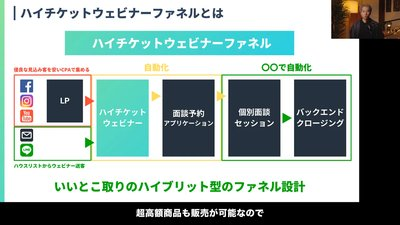 ハイチケットウェビナーファネルとは
ハイチケットウェビナーファネル
優良な見込み客を安いCPAで集める
自動化
〇〇で自動化
LP
ハイチケット
ウェビナー
面談予約
アプリケーション
個別面談
セッション
バックエンド
クロージング
ハウスリストからウェビナー送客
いいとこ取りのハイブリット型のファネル設計
超高額商品も販売が可能なので